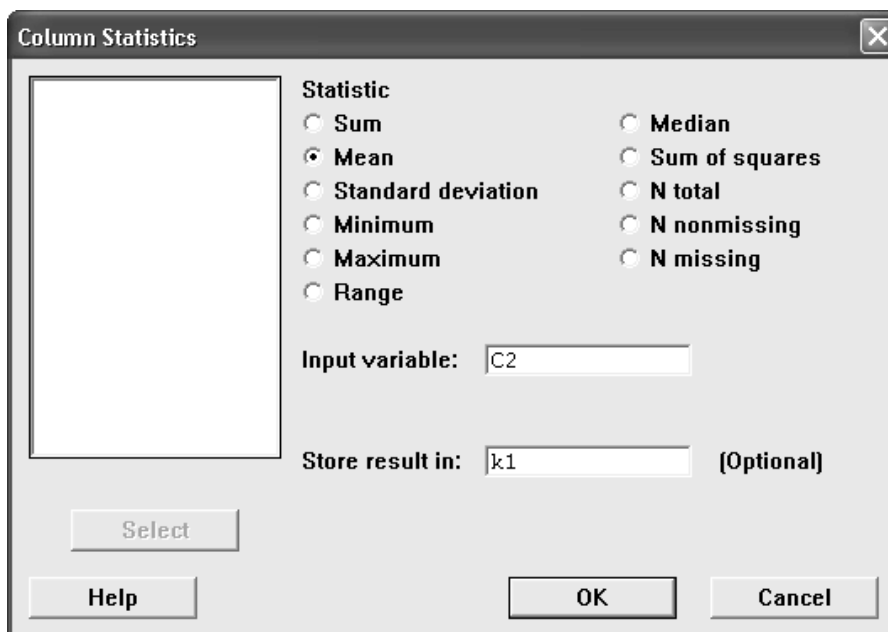 Column Statistics
Statistic
Sum
Mean
Standard deviation
Minimum
Maximum
Range
Median
Sum of squares
N total
N nonmissing
N missing
Input variable: C2
Store result in: k1 (Optional)
Select
Help
OK
Cancel